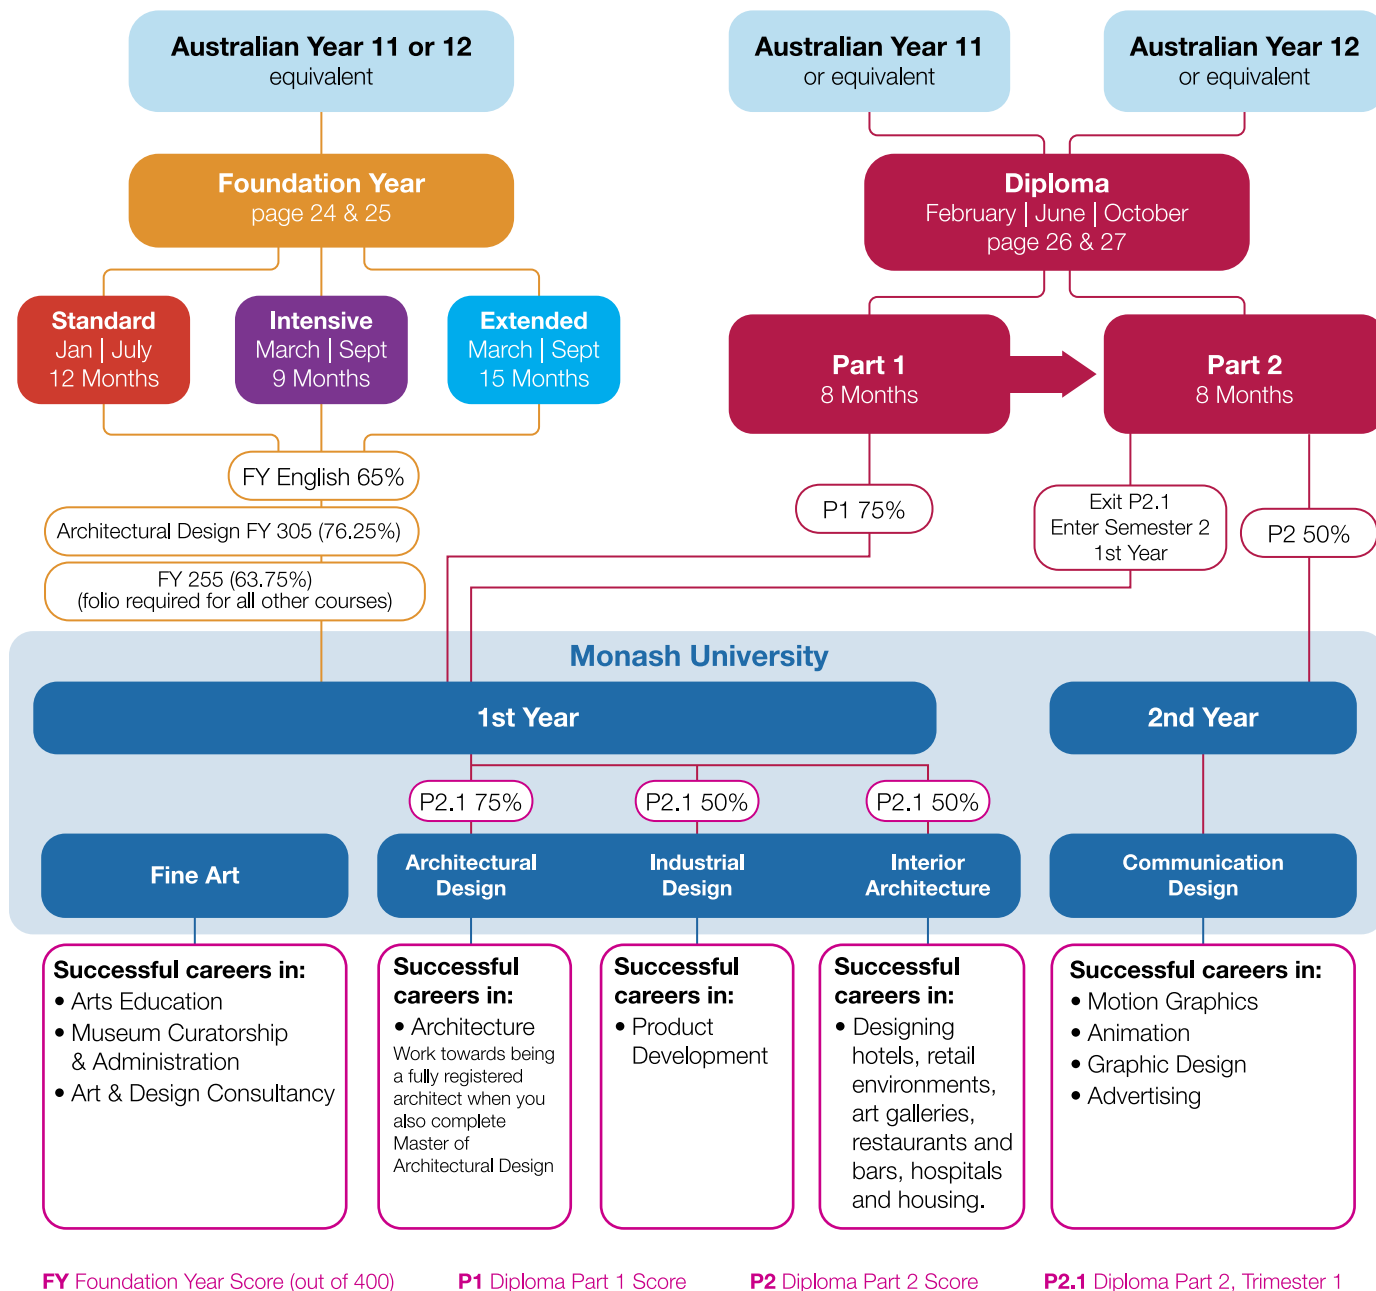 Australian Year 11 or 12
equivalent
Australian Year 11
or equivalent
Australian Year 12
or equivalent
Foundation Year
page 24 & 25
Diploma
February | June | October
page 26 & 27
Standard
Jan | July
12 Months
Intensive
March | Sept
9 Months
Extended
March | Sept
15 Months
Part 1
8 Months
Part 2
8 Months
FY English 65%
Architectural Design FY 305 (76.25%)
FY 255 (63.75%)
(folio required for all other courses)
P1 75%
Exit P2.1
Enter Semester 2
1st Year
P2 50%
Monash University
1st Year
2nd Year
P2.1 75%
P2.1 50%
P2.1 50%
Fine Art
Architectural
Design
Industrial
Design
Interior
Architecture
Communication
Design
Successful careers in:
• Arts Education
• Museum Curatorship
& Administration
• Art & Design Consultancy
Successful
careers in:
• Architecture
Work towards being
a fully registered
architect when you
also complete
Master of
Architectural Design
Successful
careers in:
• Product
Development
Successful
careers in:
• Designing
hotels, retail
environments,
art galleries,
restaurants and
bars, hospitals
and housing.
Successful careers in:
• Motion Graphics
• Animation
• Graphic Design
• Advertising
FY Foundation Year Score (out of 400)
P1 Diploma Part 1 Score
P2 Diploma Part 2 Score
P2.1 Diploma Part 2, Trimester 1